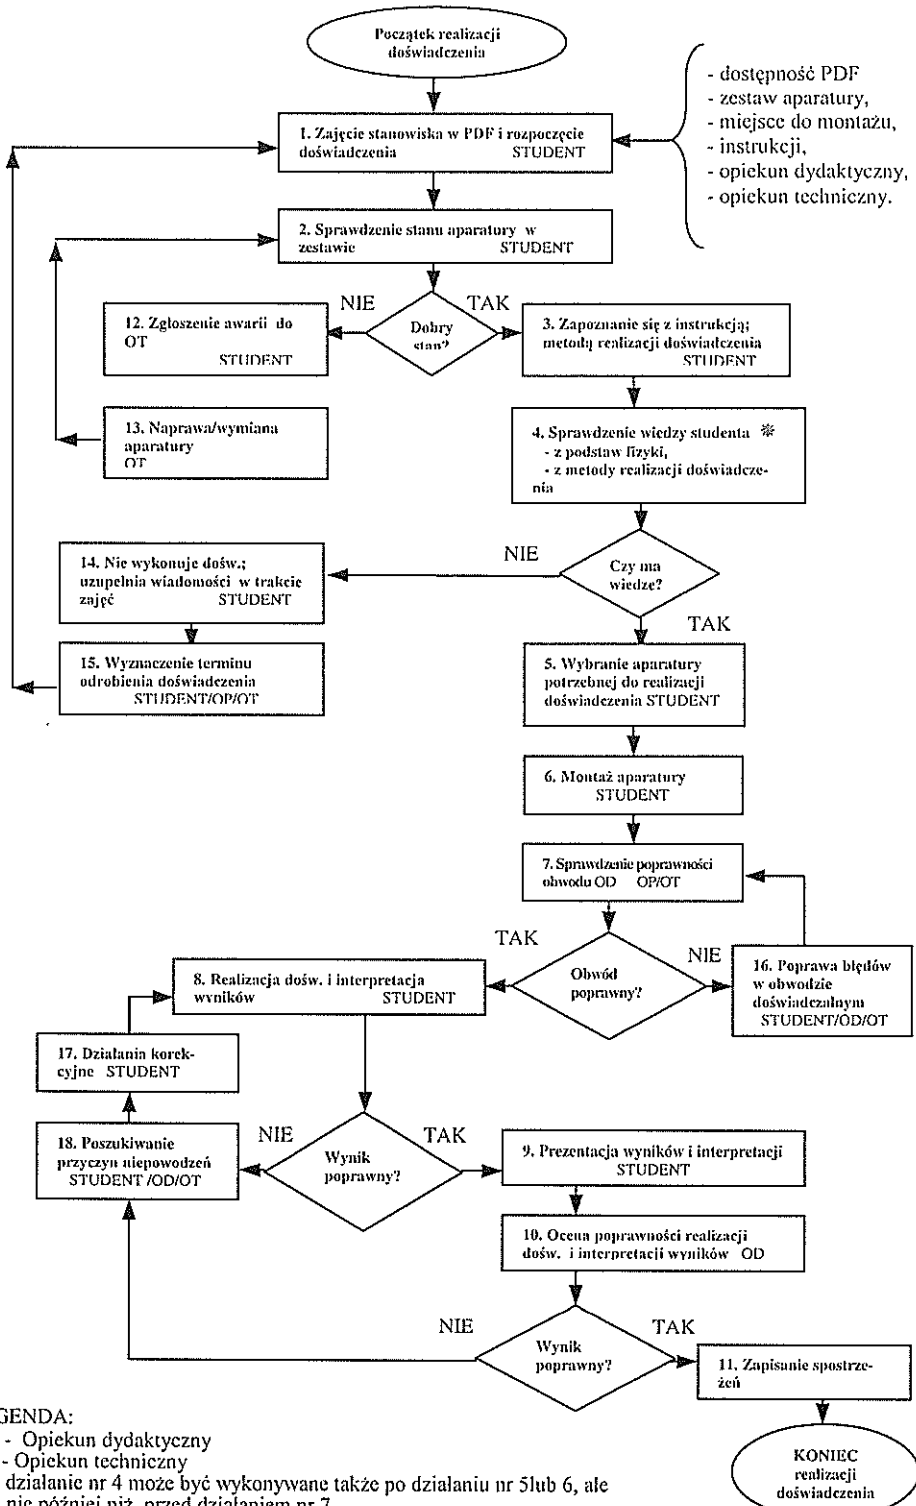 Początek realizacji
doświadczenia
- dostępność PDF
- zestaw aparatury,
- miejsce do montażu,
- instrukcji,
- opiekun dydaktyczny,
- opiekun techniczny.
1. Zajęcie stanowiska w PDF i rozpoczęcie
doświadczenia STUDENT
2. Sprawdzenie stanu aparatury w
zestawie STUDENT
NIE
TAK
Dobry
stan?
12. Zgłoszenie awarii do
OT
STUDENT
3. Zapoznanie się z instrukcją;
metodą realizacji doświadczenia
STUDENT
13. Naprawa/wymiana
aparatury
OT
4. Sprawdzenie wiedzy studenta *
- z podstaw fizyki,
- z metody realizacji doświadcze-
nia
NIE
Czy ma
wiedze?
TAK
14. Nie wykonuje dośw.;
uzupełnia wiadomości w trakcie
zajęć STUDENT
15. Wyznaczenie terminu
odrobienia doświadczenia
STUDENT/OP/OT
5. Wybranie aparatury
potrzebnej do realizacji
doświadczenia STUDENT
6. Montaż aparatury
STUDENT
7. Sprawdzenie poprawności
obwodu OD OP/OT
TAK
NIE
Obwód
poprawny?
8. Realizacja dośw. i interpretacja
wyników STUDENT
16. Poprawa błędów
w obwodzie
doświadczalnym
STUDENT/OD/OT
17. Działania korek-
cyjne STUDENT
18. Poszukiwanie
przyczyn niepowodzeń
STUDENT /OD/OT
NIE
TAK
Wynik
poprawny?
9. Prezentacja wyników i interpretacji
STUDENT
10. Ocena poprawności realizacji
dośw. i interpretacji wyników OD
NIE
TAK
Wynik
poprawny?
11. Zapisanie spostrze-
żeń
KONIEC
realizacji
doświadczenia
GENDA:
- Opiekun dydaktyczny
- Opiekun techniczny
działanie nr 4 może być wykonywane także po działaniu nr 5lub 6, ale
nie później niż przed działaniem nr 7